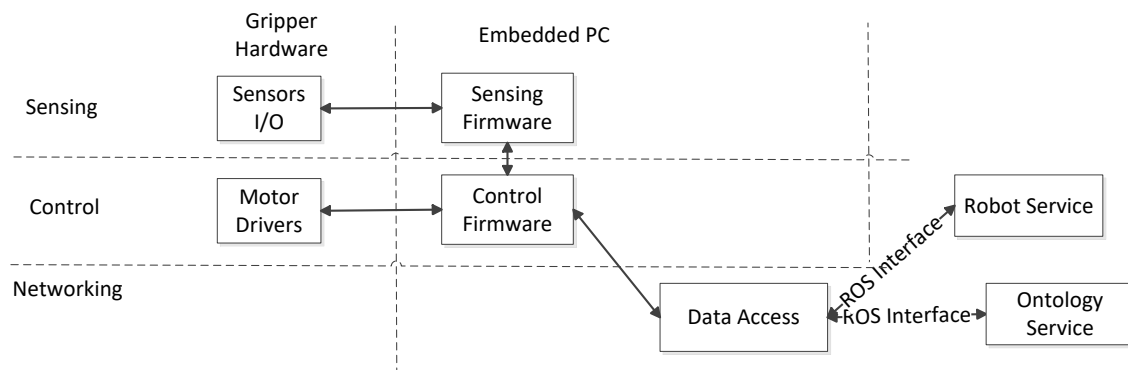 Gripper
Hardware
Embedded PC
Sensing
Sensors
I/O
Sensing
Firmware
Control
Motor
Drivers
Control
Firmware
Robot Service
ROS Interface
Networking
Data Access
ROS Interface
Ontology
Service